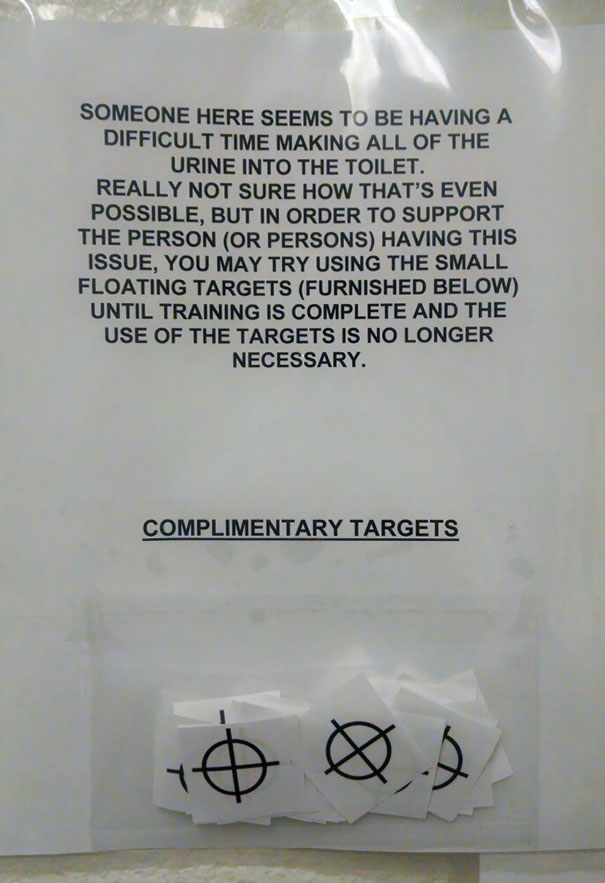 SOMEONE HERE SEEMS TO BE HAVING A
DIFFICULT TIME MAKING ALL OF THE
URINE INTO THE TOILET.
REALLY NOT SURE HOW THAT'S EVEN
POSSIBLE, BUT IN ORDER TO SUPPORT
THE PERSON (OR PERSONS) HAVING THIS
ISSUE, YOU MAY TRY USING THE SMALL
FLOATING TARGETS (FURNISHED BELOW)
UNTIL TRAINING IS COMPLETE AND THE
USE OF THE TARGETS IS NO LONGER
NECESSARY.
COMPLIMENTARY TARGETS